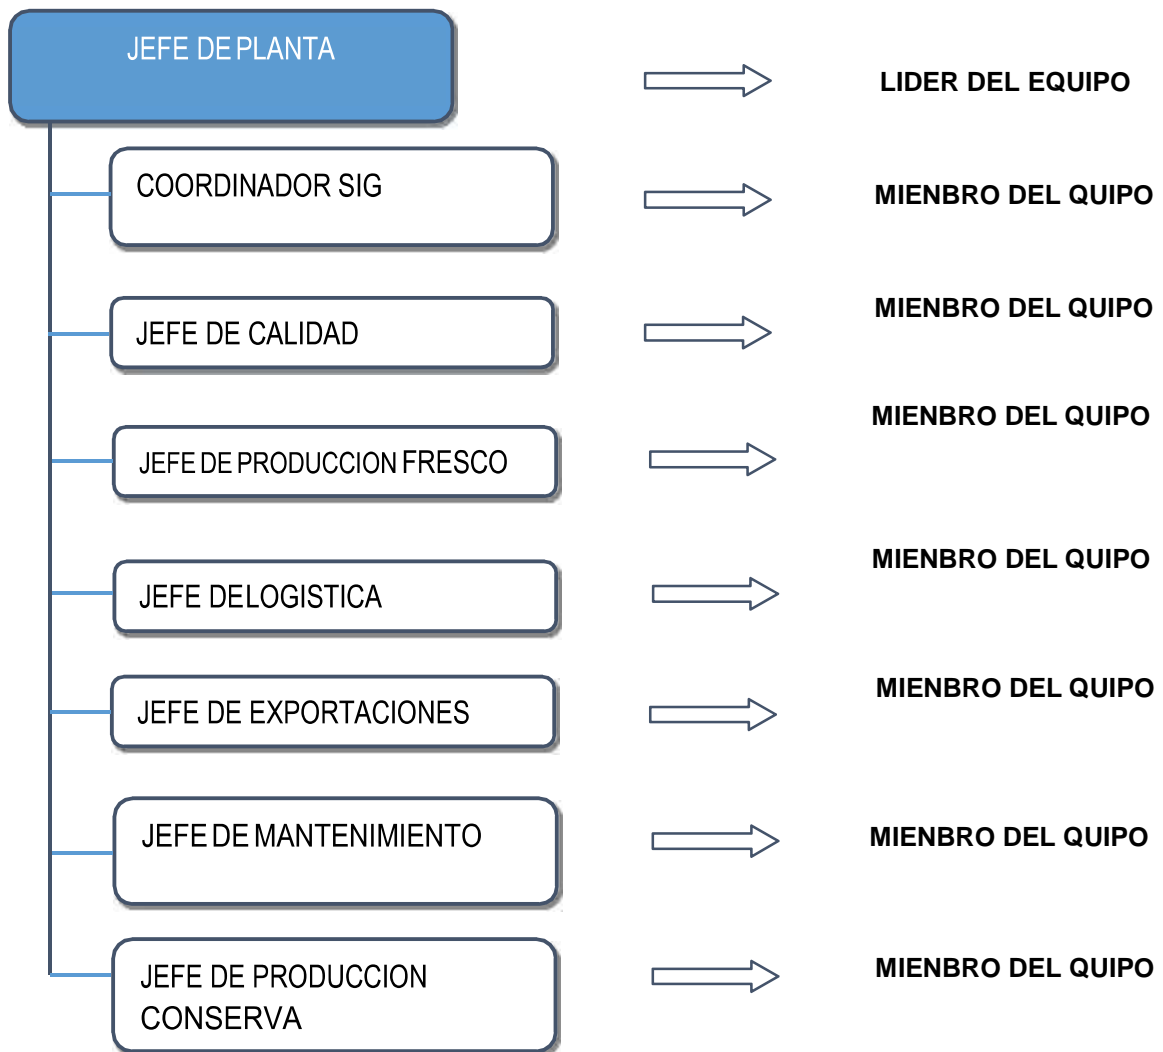 JEFE DE PLANTA
LIDER DEL EQUIPO
COORDINADOR SIG
MIENBRO DEL QUIPO
JEFE DE CALIDAD
MIENBRO DEL QUIPO
JEFE DE PRODUCCION FRESCO
MIENBRO DEL QUIPO
JEFE DELOGISTICA
MIENBRO DEL QUIPO
JEFE DE EXPORTACIONES
MIENBRO DEL QUIPO
JEFE DE MANTENIMIENTO
MIENBRO DEL QUIPO
JEFE DE PRODUCCION
CONSERVA
MIENBRO DEL QUIPO